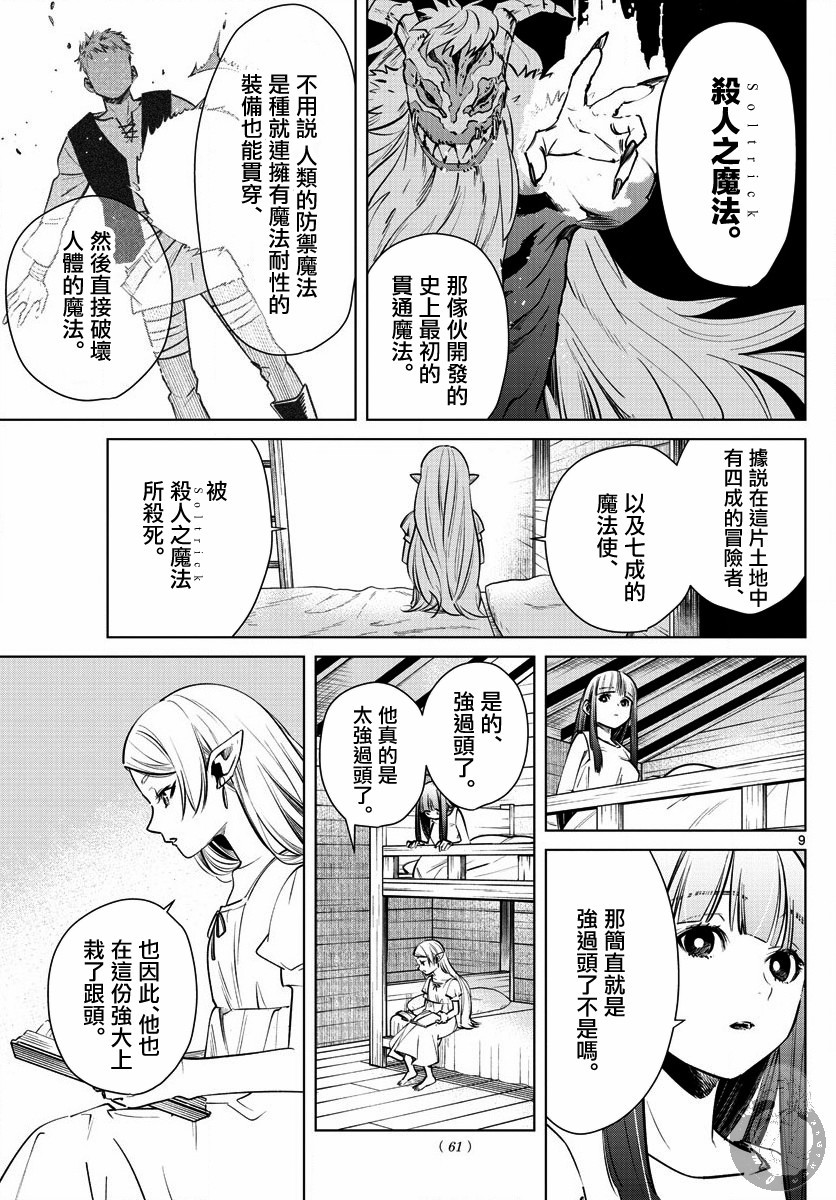 殺人之魔法。
Soltrick
那傢伙開發的
史上最初的
貫通魔法。
不用説 人類的防禦魔法
是種就連擁有魔法耐性的
裝備也能貫穿、
然後直接破壞
人體的魔法。
據説在這片土地中
有四成的冒險者、
以及七成的
魔法使、
被
殺人之魔法
Soltrick
所殺死。
9
那簡直就是
強過頭了不是嗎。
是的、
強過頭了。
他真的是
太強過頭了。
也因此、他也
在這份強大上
栽了跟頭。
（ 61 ）